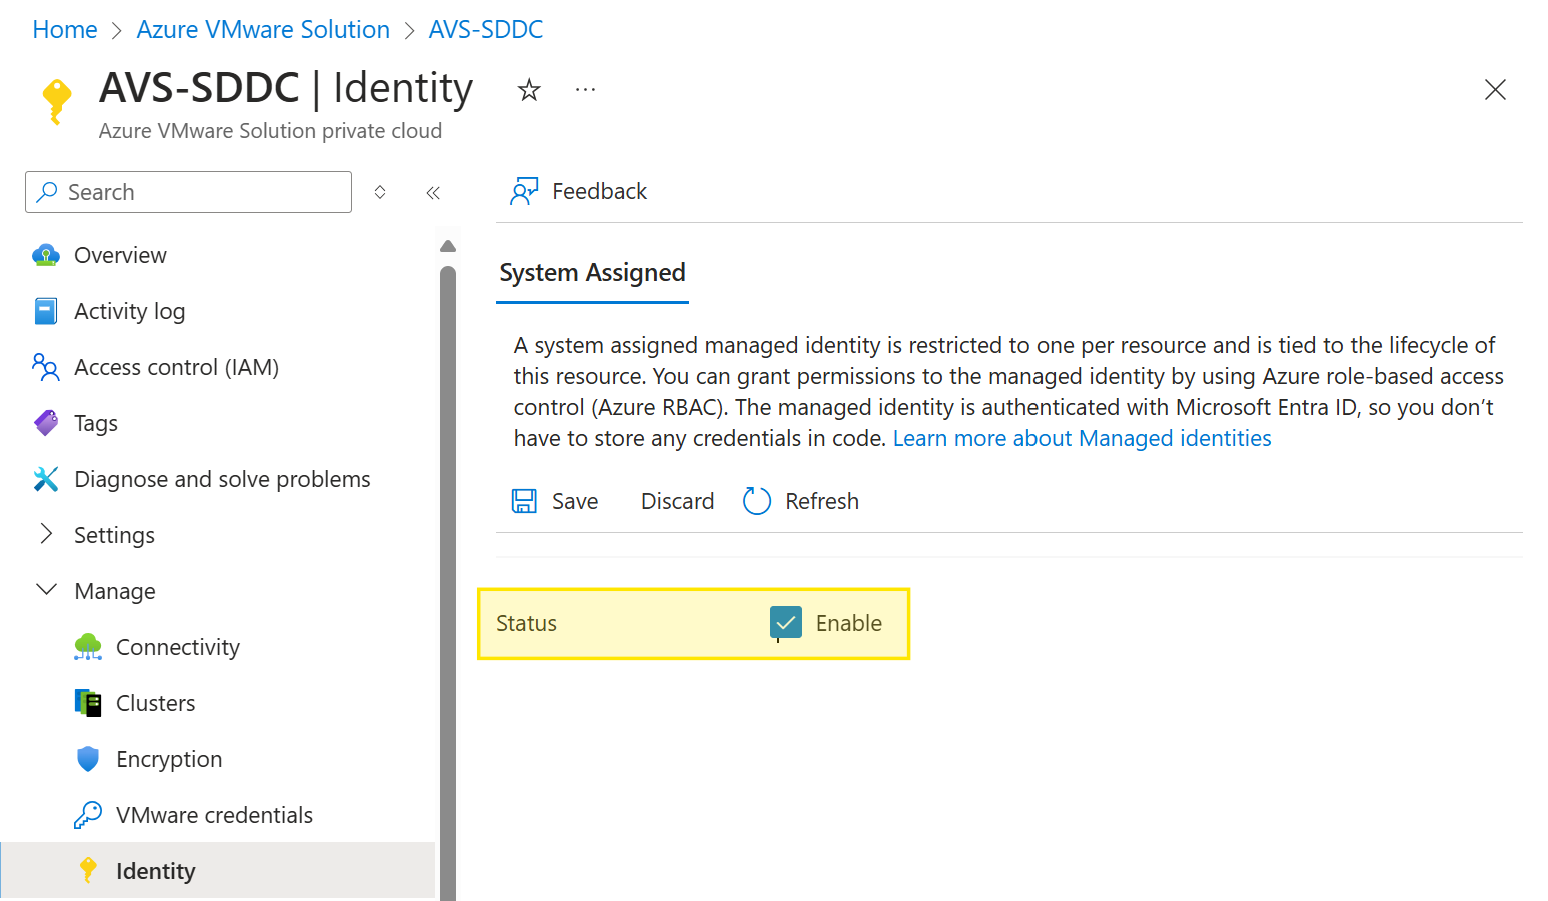 Home > Azure VMware Solution > AVS-SDDC
AVS-SDDC | Identity
Azure VMware Solution private cloud
Search
Overview
Activity log
Access control (IAM)
Tags
Diagnose and solve problems
Settings
Manage
Connectivity
Clusters
Encryption
VMware credentials
Identity
Feedback
System Assigned
A system assigned managed identity is restricted to one per resource and is tied to the lifecycle of
this resource. You can grant permissions to the managed identity by using Azure role-based access
control (Azure RBAC). The managed identity is authenticated with Microsoft Entra ID, so you don’t
have to store any credentials in code. Learn more about Managed identities
Save Discard Refresh
Status Enable